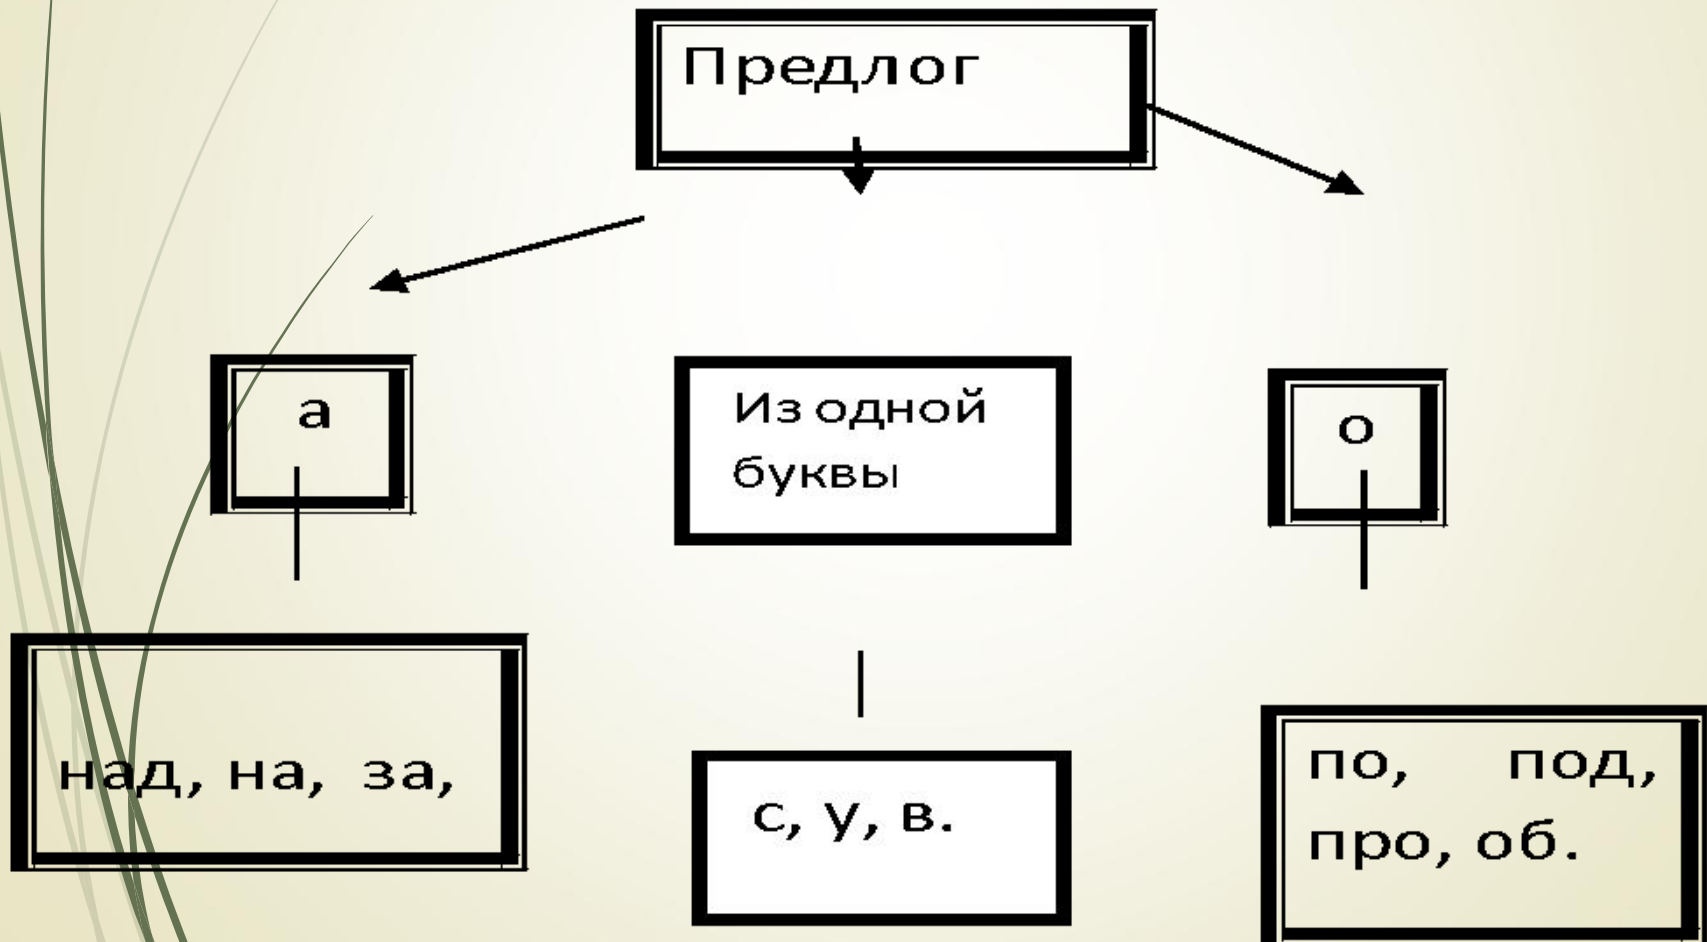 Предлог
а
Из одной
буквы
о
над, на, за,
с, у, в.
по, под,
про, об.